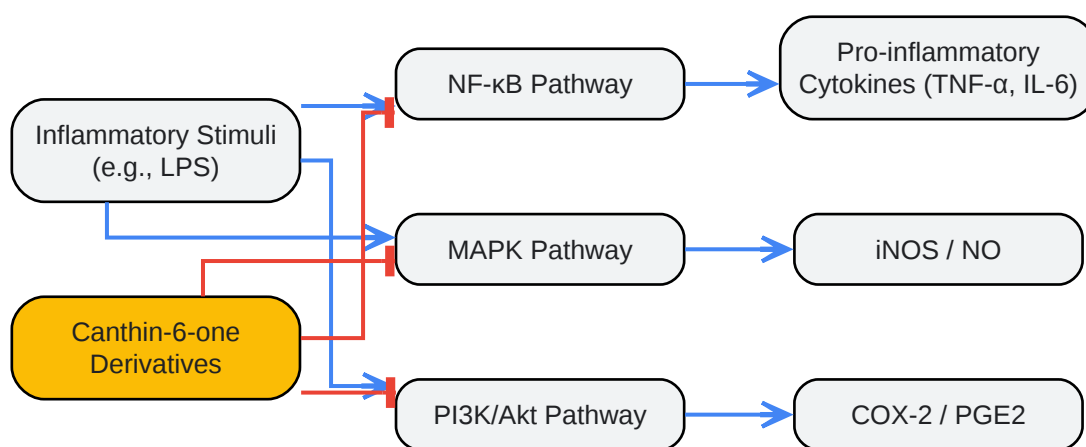 Inflammatory Stimuli
(e.g., LPS)
Canthin-6-one
Derivatives
NF-κB Pathway
MAPK Pathway
PI3K/Akt Pathway
Pro-inflammatory
Cytokines (TNF-α, IL-6)
iNOS / NO
COX-2 / PGE2